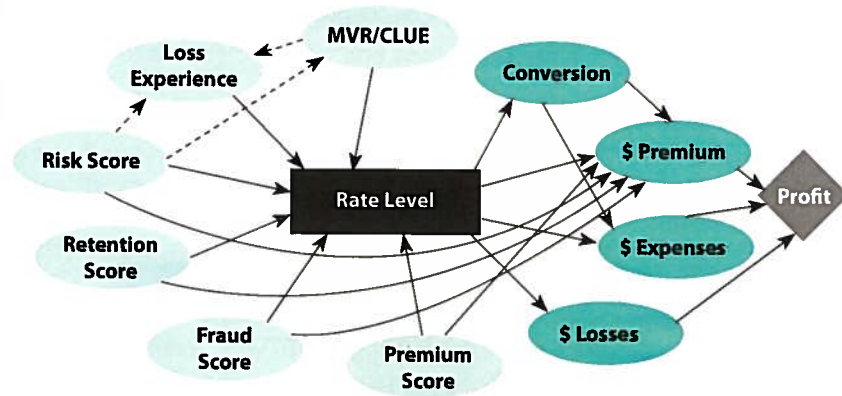 MVR/CLUE
Loss
Experience
Conversion
Risk Score
$ Premium
Rate Level
Profit
Retention
Score
$ Expenses
Fraud
Score
$ Losses
Premium
Score